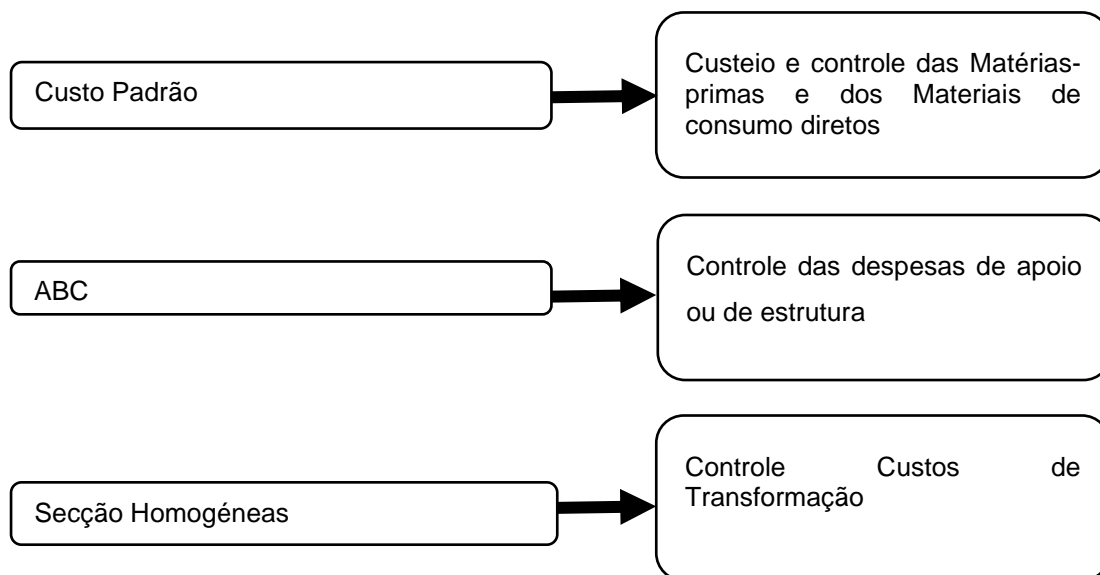 Custo Padrão
Custeio e controle das Matérias-
primas e dos Materiais de
consumo diretos
ABC
Controle das despesas de apoio
ou de estrutura
Secção Homogéneas
Controle Custos de
Transformação